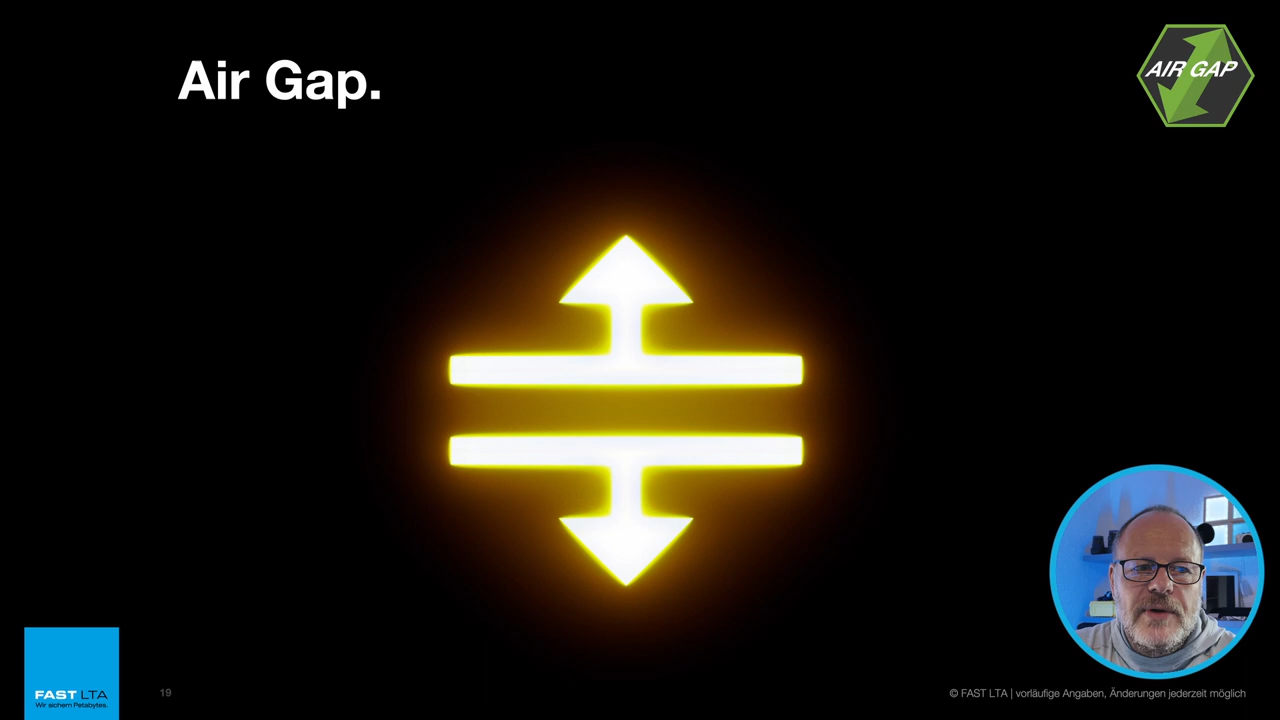 Air Gap.
AIR GAP
FAST LTA
Wir sichern Petabytes.
19
© FAST LTA | vorläufige Angaben, Änderungen jederzeit möglich